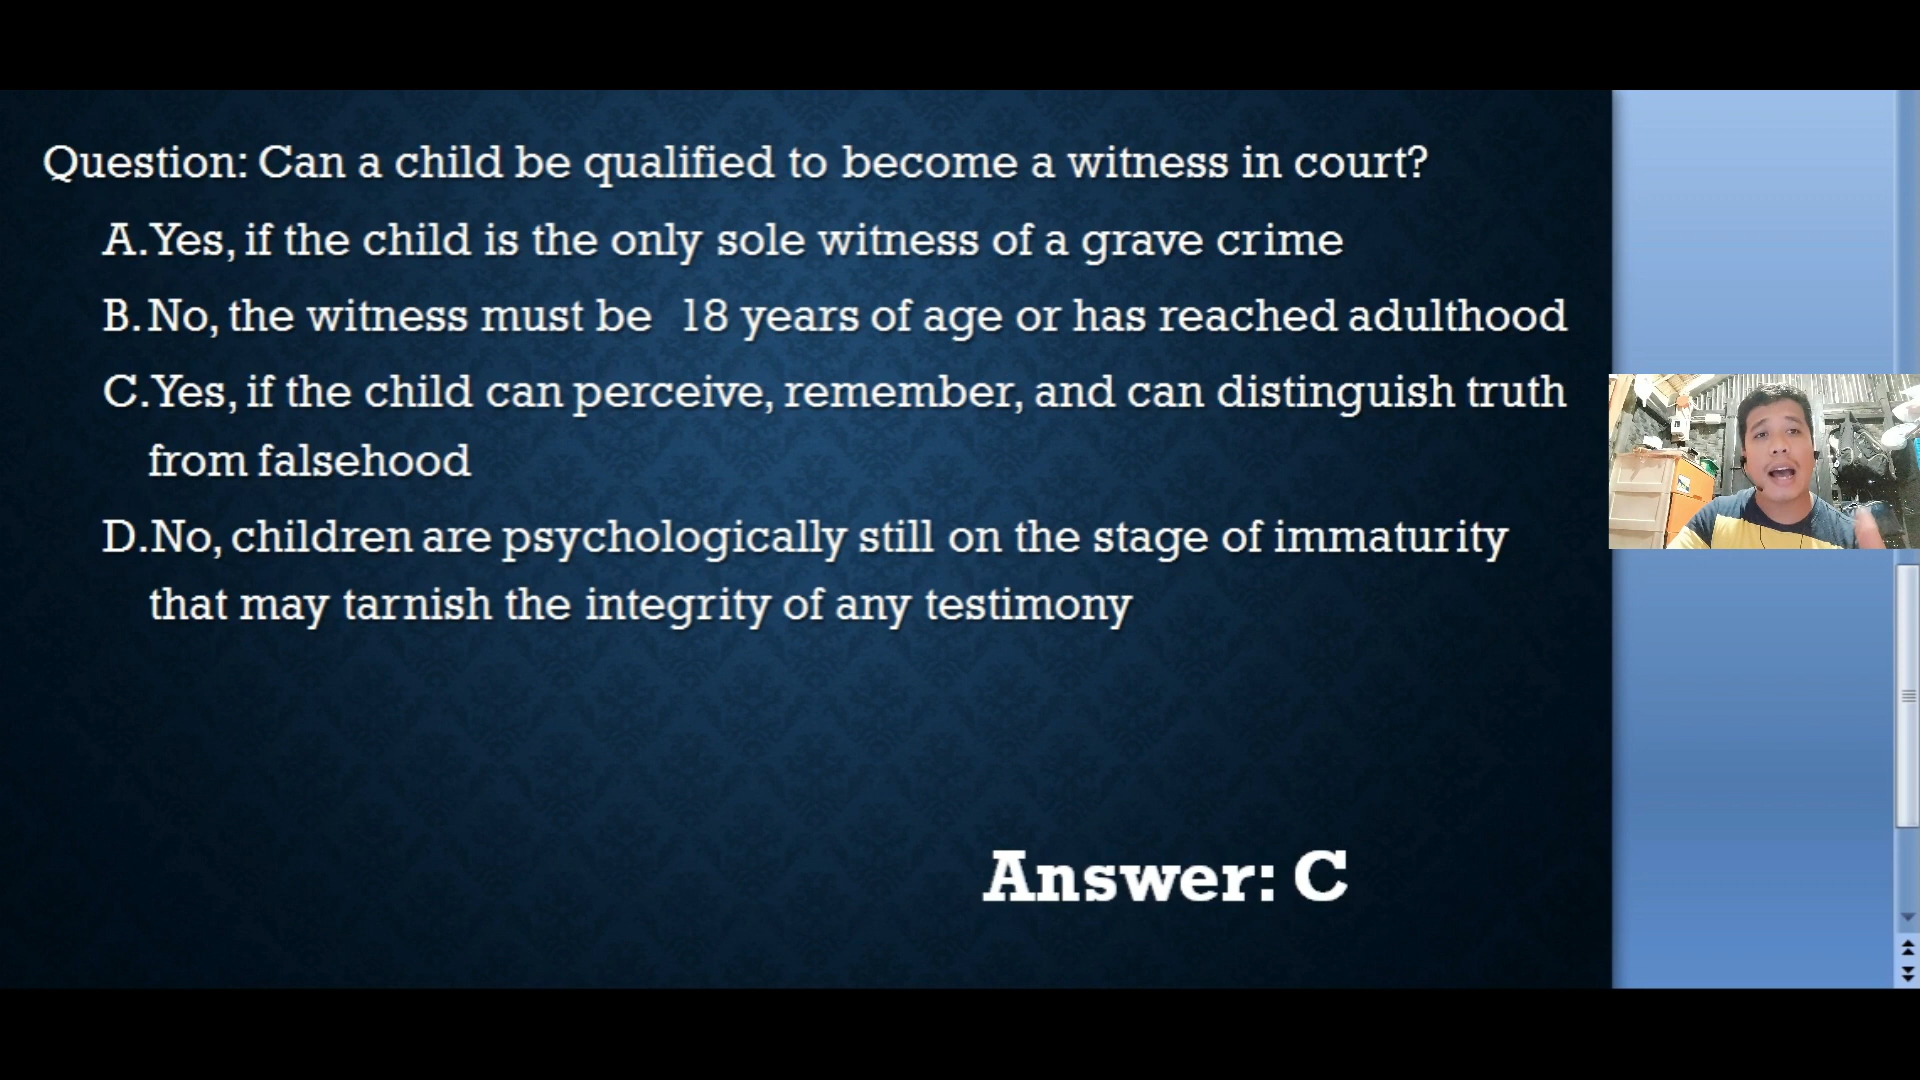 Question: Can a child be qualified to become a witness in court?
A. Yes, if the child is the only sole witness of a grave crime
B. No, the witness must be 18 years of age or has reached adulthood
C. Yes, if the child can perceive, remember, and can distinguish truth
from falsehood
D. No, children are psychologically still on the stage of immaturity
that may tarnish the integrity of any testimony
Answer: C